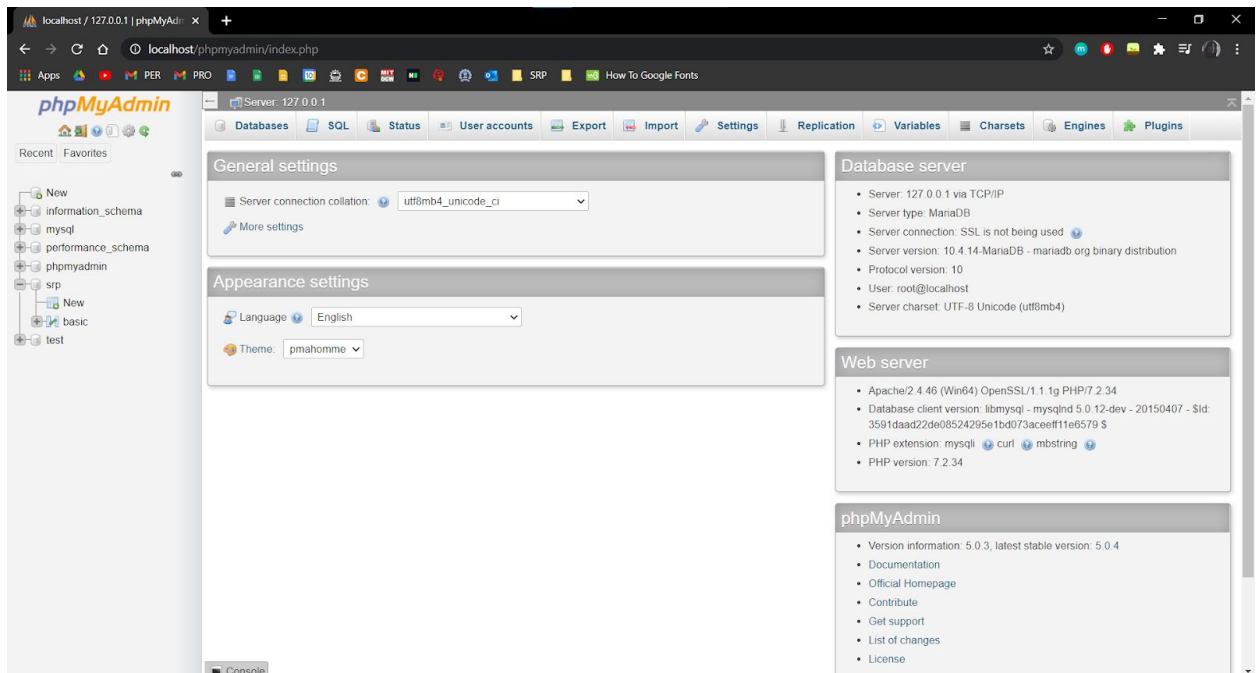 localhost / 127.0.0.1 | phpMyAdm
localhost/phpmyadmin/index.php
Apps PER PRO SRP How To Google Fonts
phpMyAdmin
Recent Favorites
New
information_schema
mysql
performance_schema
phpmyadmin
srp
New
basic
test
Server: 127.0.0.1
Databases SQL Status User accounts Export Import Settings Replication Variables Charsets Engines Plugins
General settings
Server connection collation: utf8mb4_unicode_ci
More settings
Appearance settings
Language English
Theme: pmahomme
Database server
• Server: 127.0.0.1 via TCP/IP
• Server type: MariaDB
• Server connection: SSL is not being used
• Server version: 10.4.14-MariaDB - mariadb.org binary distribution
• Protocol version: 10
• User: root@localhost
• Server charset: UTF-8 Unicode (utf8mb4)
Web server
• Apache/2.4.46 (Win64) OpenSSL/1.1.1g PHP/7.2.34
• Database client version: libmysql - mysqlnd 5.0.12-dev - 20150407 - $Id:
3591daad22de08524295e1bd073aceeff11e6579 $
• PHP extension: mysqli curl mbstring
• PHP version: 7.2.34
phpMyAdmin
• Version information: 5.0.3, latest stable version: 5.0.4
• Documentation
• Official Homepage
• Contribute
• Get support
• List of changes
• License
Console